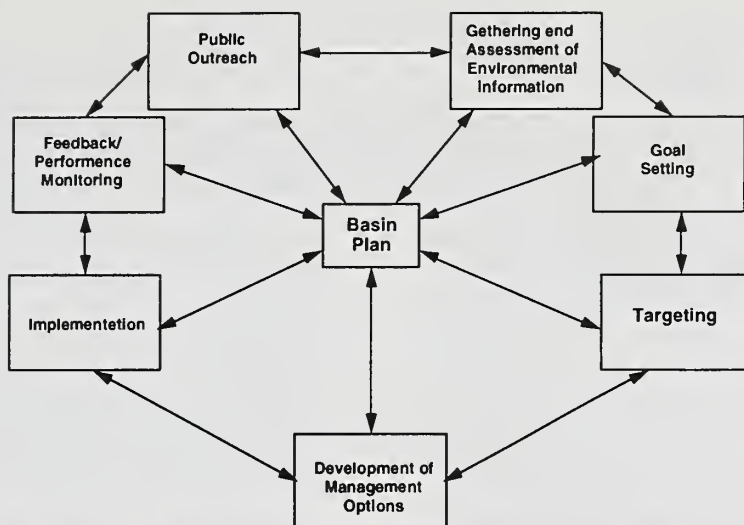 Public
Outreach
Gethering end
Assessment of
Environmental
Information
Feedback/
Performence
Monitoring
Goal
Setting
Basin
Plan
Implementetion
Targeting
Development of
Management
Options